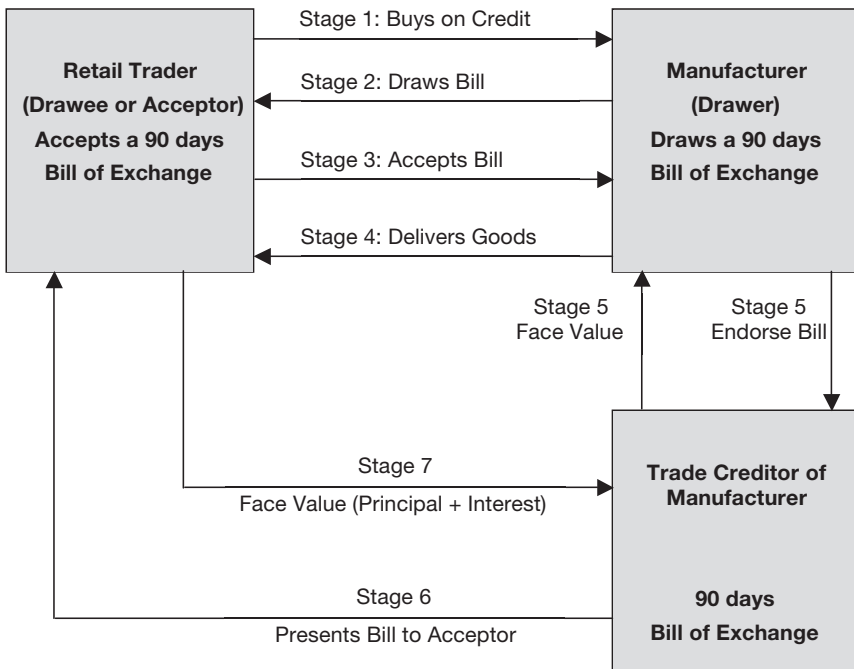 Stage 1: Buys on Credit
Retail Trader
(Drawee or Acceptor)
Accepts a 90 days
Bill of Exchange
Stage 2: Draws Bill
Stage 3: Accepts Bill
Stage 4: Delivers Goods
Manufacturer
(Drawer)
Draws a 90 days
Bill of Exchange
Stage 5
Face Value
Stage 5
Endorse Bill
Stage 7
Face Value (Principal + Interest)
Trade Creditor of
Manufacturer
90 days
Bill of Exchange
Stage 6
Presents Bill to Acceptor